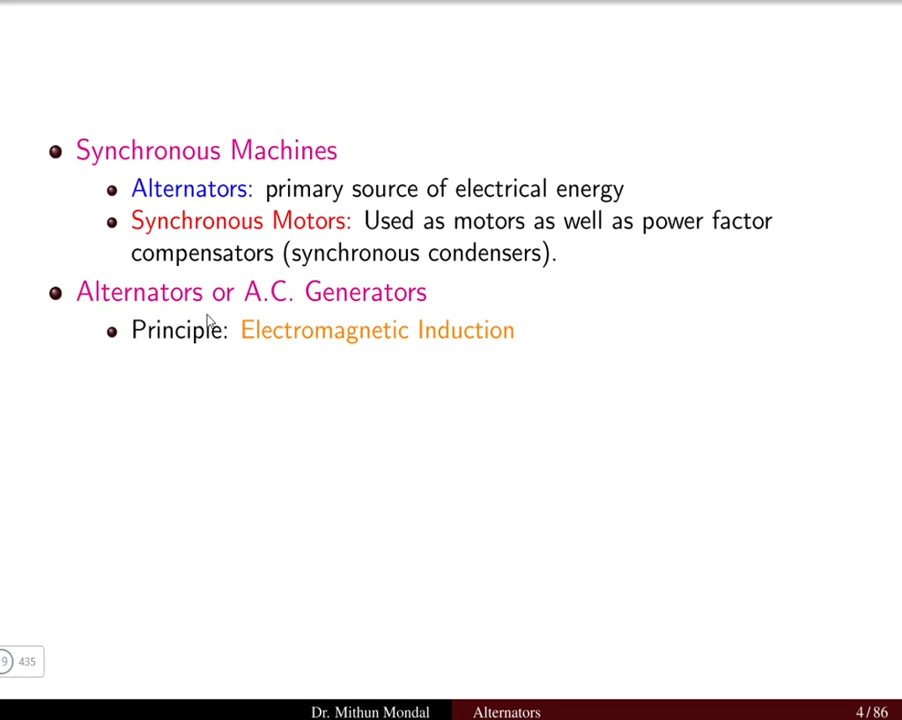 Synchronous Machines
Alternators: primary source of electrical energy
Synchronous Motors: Used as motors as well as power factor
compensators (synchronous condensers).
Alternators or A.C. Generators
Principle: Electromagnetic Induction
9 435
Dr. Mithun Mondal Alternators 4/86